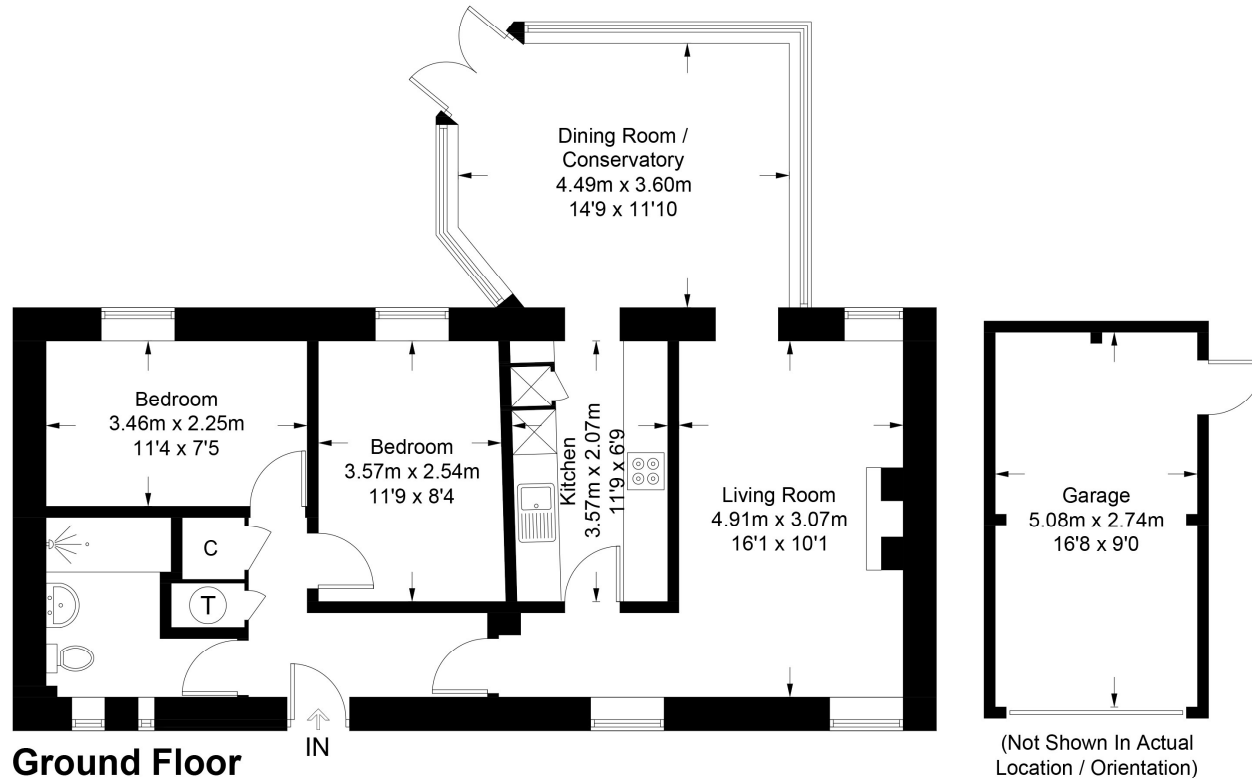 Dining Room /
Conservatory
4.49m x 3.60m
14'9 x 11'10
Bedroom
3.46m x 2.25m
11'4 x 7'5
Bedroom
3.57m x 2.54m
11'9 x 8'4
Kitchen
3.57m x 2.07m
11'9 x 6'9
Living Room
4.91m x 3.07m
16'1 x 10'1
Garage
5.08m x 2.74m
16'8 x 9'0
C
T
IN
Ground Floor
(Not Shown In Actual
Location / Orientation)